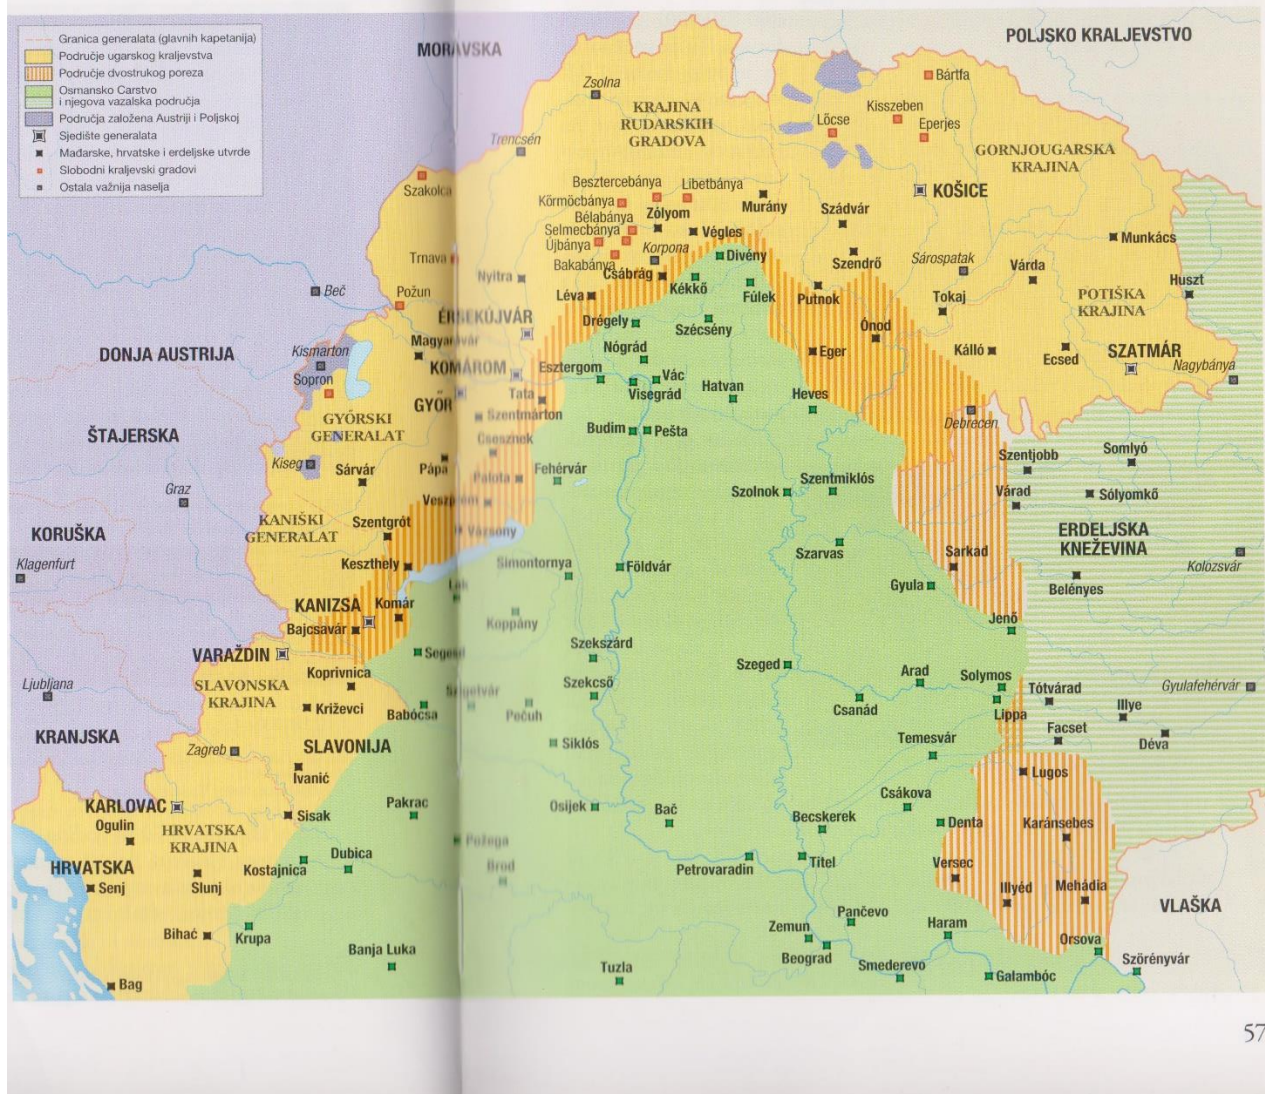 Granica generalata (glavnih kapetanija)
Područje ugarskog kraljevstva
Područje dvostrukog poreza
Osmansko Carstvo
i njegova vazalska područja
Područja založena Austriji i Poljskoj
Sjedište generalata
Mađarske, hrvatske i erdeljske utvrde
Slobodni kraljevski gradovi
Ostala važnija naselja
MORAVSKA
POLJSKO KRALJEVSTVO
Zsolna
KRAJINA
RUDARSKIH
GRADOVA
Bártfa
Kisszeben
Lőcse
Eperjes
GORNJOUGARSKA
KRAJINA
Trencsén
Szakolca
Besztercebánya
Libetbánya
Körmöcbánya
Murány
KOŠICE
Bélabánya
Zólyom
Szádvár
Selmecbánya
Végles
Újbánya
Korpona
Munkács
Bakabánya
Divény
Trnava
Nyitra
Csábrág
Kékkő
Szendrő
Sárospatak
Várda
Huszt
Beč
Požun
Léva
Fülek
Putnok
Tokaj
POTIŠKA
KRAJINA
ÉRSEKÚJVÁR
Drégely
Szécsény
Ónod
DONJA AUSTRIJA
Kismarton
Magyaróvár
Nógrád
Eger
Kálló
Ecsed
SZATMÁR
Sopron
KOMÁROM
Esztergom
Vác
Nagybánya
Visegrád
Hatvan
Heves
GYŐR
Tata
GYŐRSKI
GENERALAT
Szentmárton
Debrecen
ŠTAJERSKA
Csesznek
Budim
Pešta
Kiseg
Sárvár
Pápa
Palota
Fehérvár
Szentjobb
Somlyó
Graz
Veszprém
Szolnok
Szentmiklós
Várad
Sólyomkő
KANIŠKI
GENERALAT
Szentgrót
Vázsony
KORUŠKA
ERDELJSKA
KNEŽEVINA
Szarvas
Klagenfurt
Keszthely
Simontornya
Földvár
Sarkad
Kolozsvár
Lak
Gyula
Belényes
KANIZSA
Komár
Koppány
Bajcsavár
Jenő
VARAŽDIN
Segesd
Szekszárd
Szeged
Koprivnica
Arad
Solymos
Ljubljana
SLAVONSKA
KRAJINA
Szigetvár
Szekcső
Tótvárad
Gyulafehérvár
Križevci
Babócsa
Pečuh
Csanád
Lippa
Illye
KRANJSKA
Zagreb
SLAVONIJA
Siklós
Temesvár
Facset
Déva
Ivanić
Lugos
KARLOVAC
Pakrac
Osijek
Bač
Csákova
Ogulin
Sisak
Becskerek
Denta
Karánsebes
HRVATSKA
KRAJINA
Požega
HRVATSKA
Kostajnica
Dubica
Brod
Petrovaradin
Titel
Versec
Senj
Slunj
Illyéd
Mehádia
VLAŠKA
Bihać
Krupa
Pančevo
Zemun
Haram
Orsova
Banja Luka
Beograd
Szörényvár
Tuzla
Smederevo
Galambóc
Bag
57